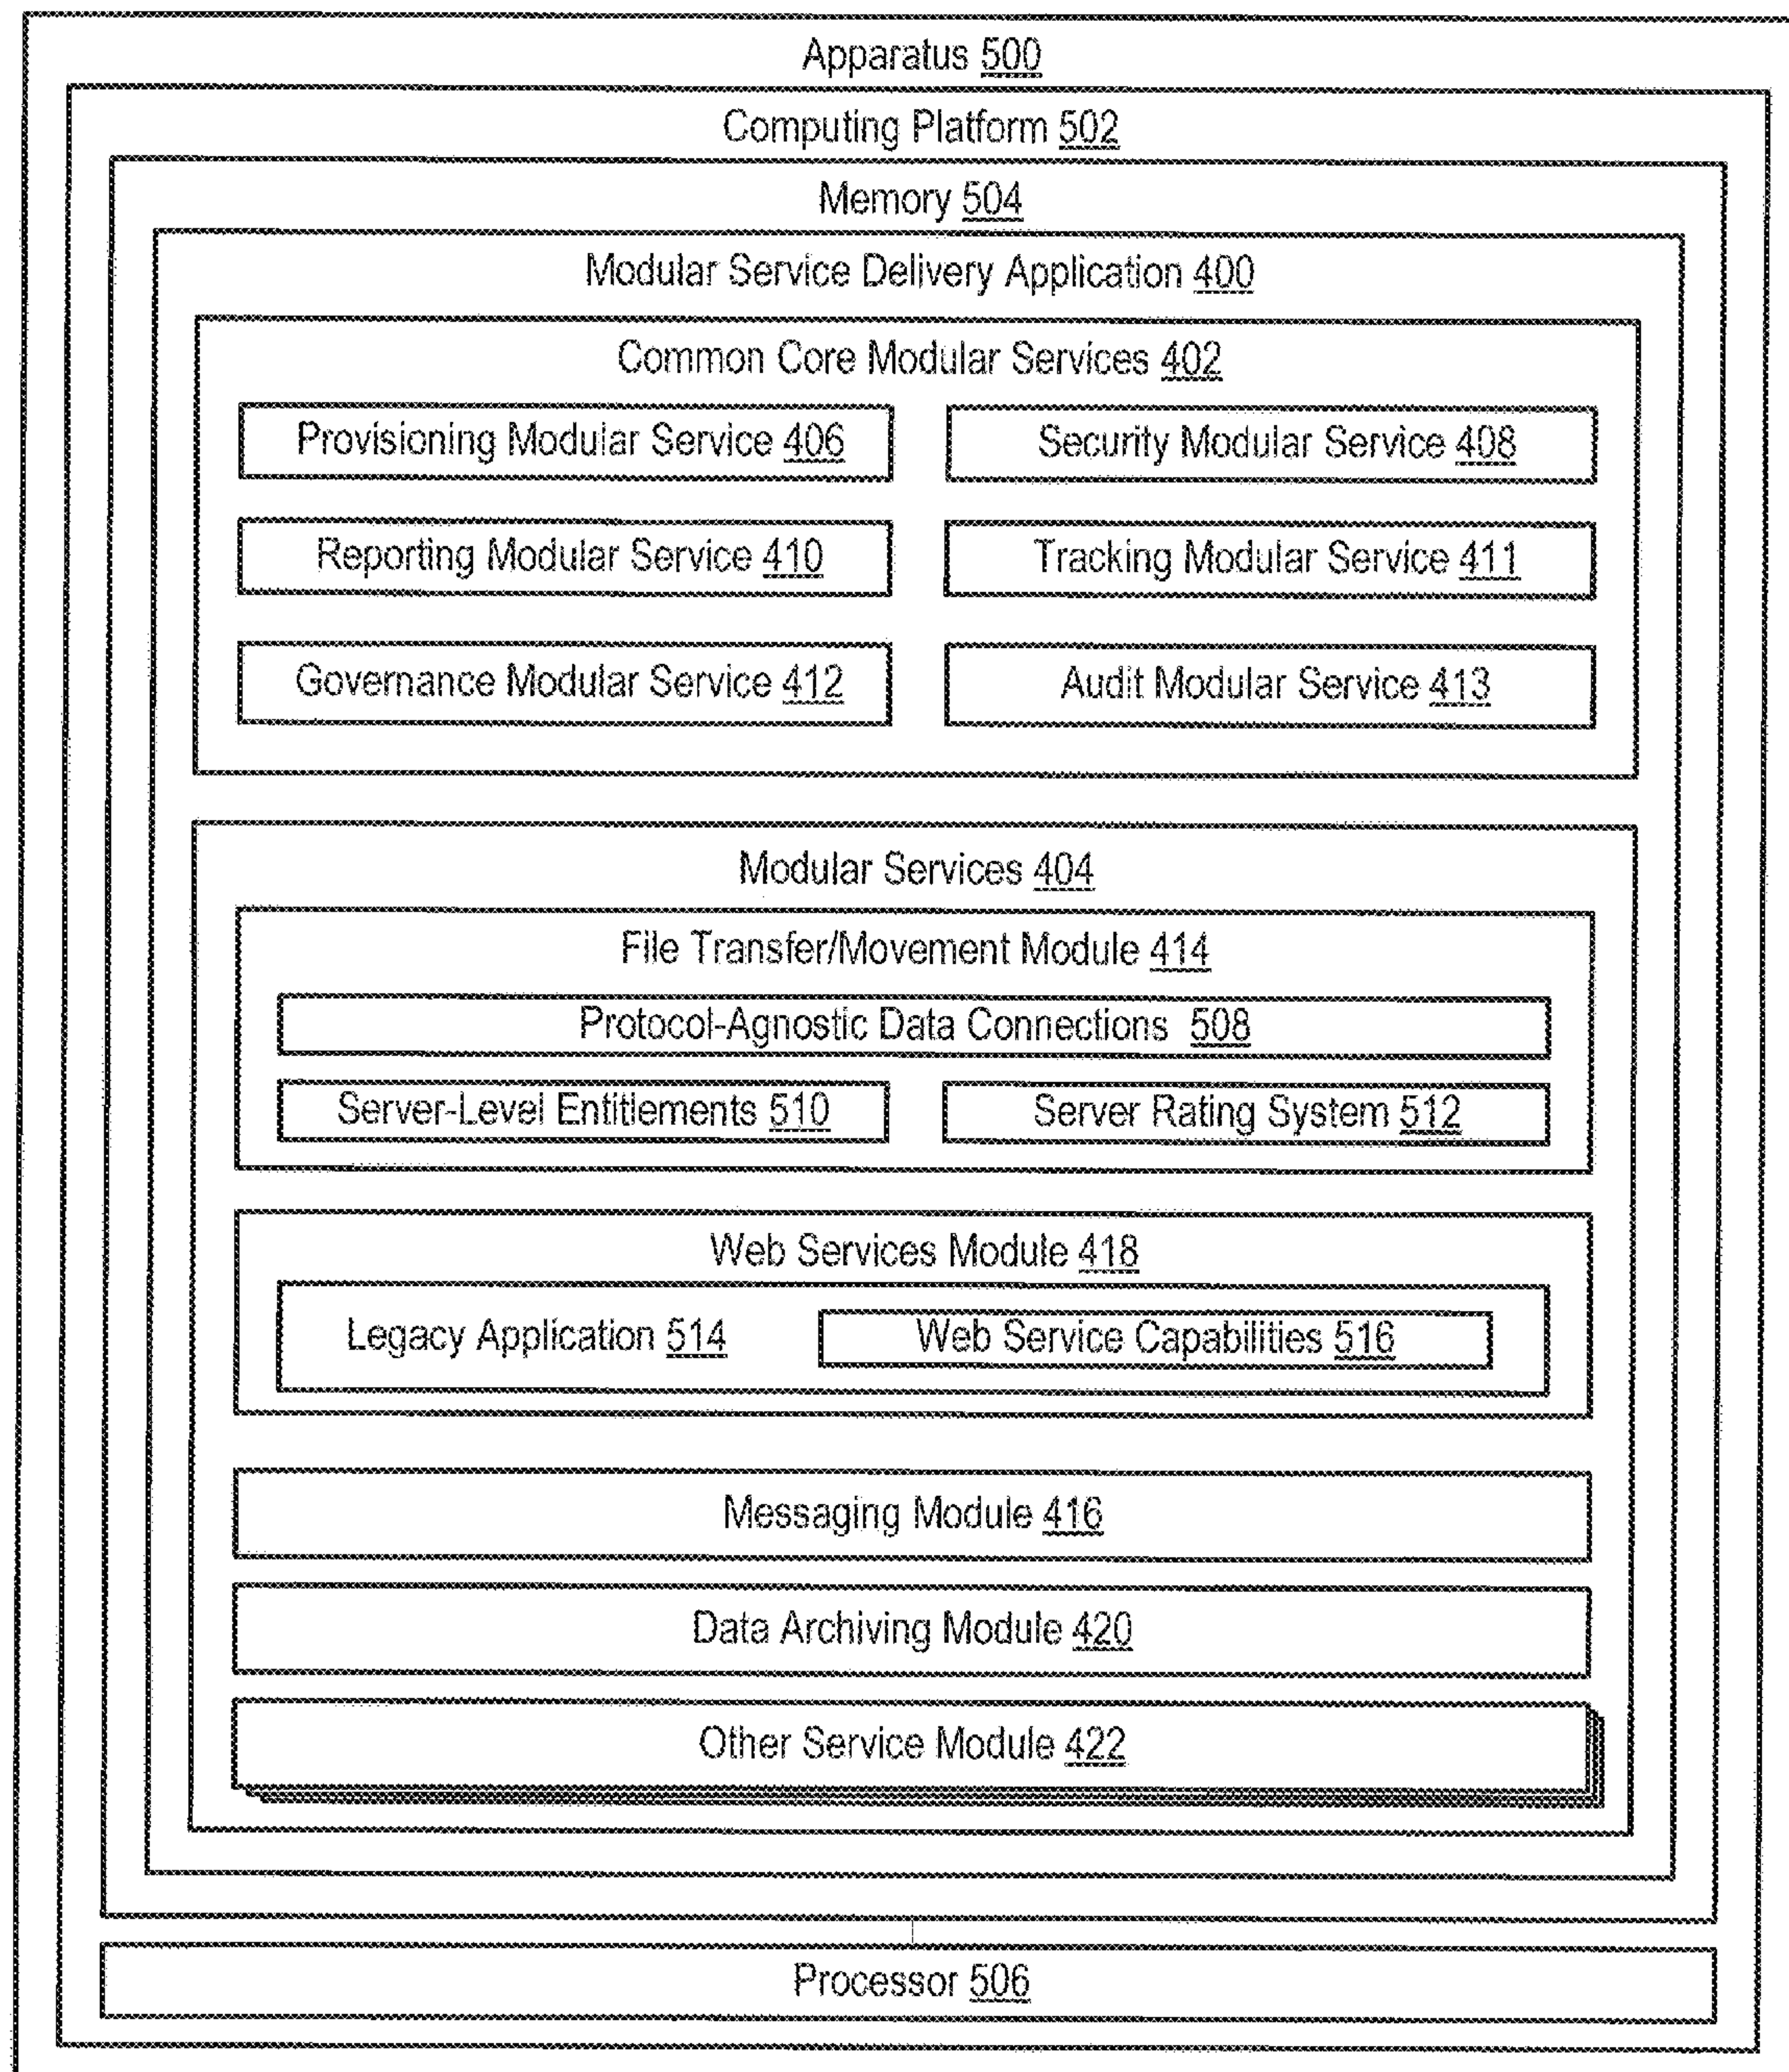 Apparatus 500
Computing Platform 502
Memory 504
Modular Service Delivery Application 400
Common Core Modular Services 402
Provisioning Modular Service 406
Security Modular Service 408
Reporting Modular Service 410
Tracking Modular Service 411
Governance Modular Service 412
Audit Modular Service 413
Modular Services 404
File Transfer/Movement Module 414
Protocol-Agnostic Data Connections 508
Server-Level Entitlements 510
Server Rating System 512
Web Services Module 418
Legacy Application 514
Web Service Capabilities 516
Messaging Module 416
Data Archiving Module 420
Other Service Module 422
Processor 506